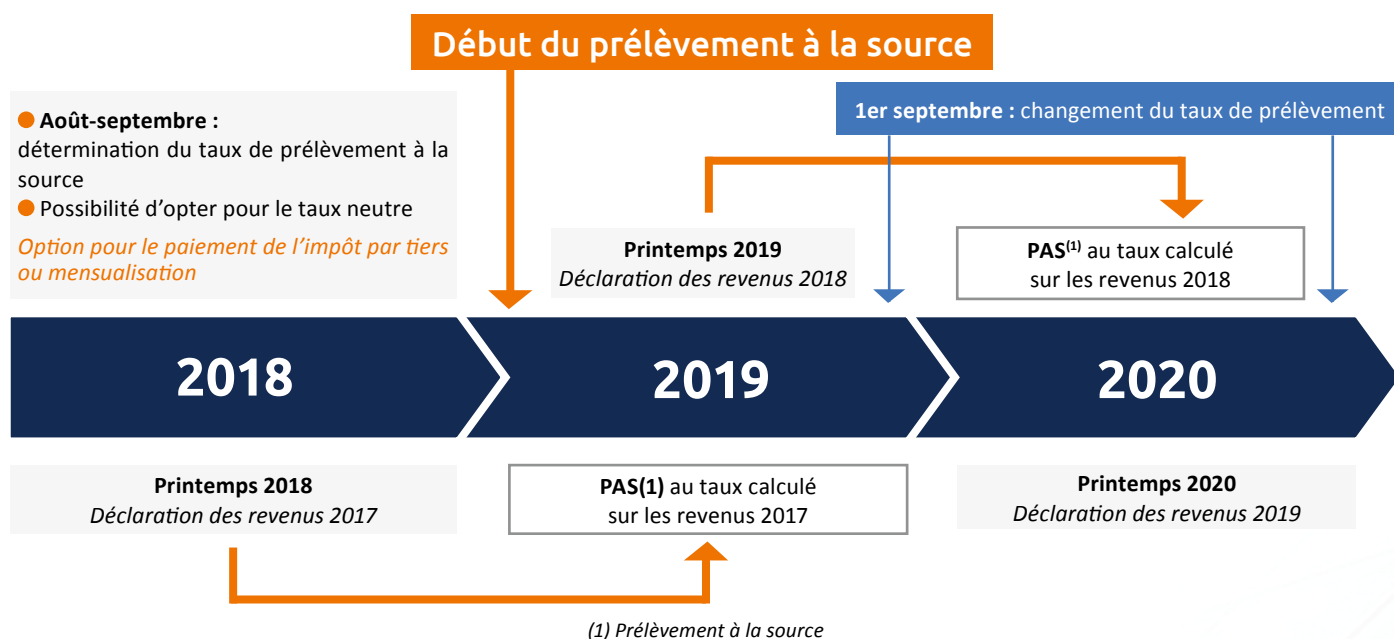 Début du prélèvement à la source
● Août-septembre :
détermination du taux de prélèvement à la
source
● Possibilité d’opter pour le taux neutre
Option pour le paiement de l’impôt par tiers
ou mensualisation
1er septembre : changement du taux de prélèvement
Printemps 2019
Déclaration des revenus 2018
PAS(1) au taux calculé
sur les revenus 2018
2018
2019
2020
Printemps 2018
Déclaration des revenus 2017
PAS(1) au taux calculé
sur les revenus 2017
Printemps 2020
Déclaration des revenus 2019
(1) Prélèvement à la source